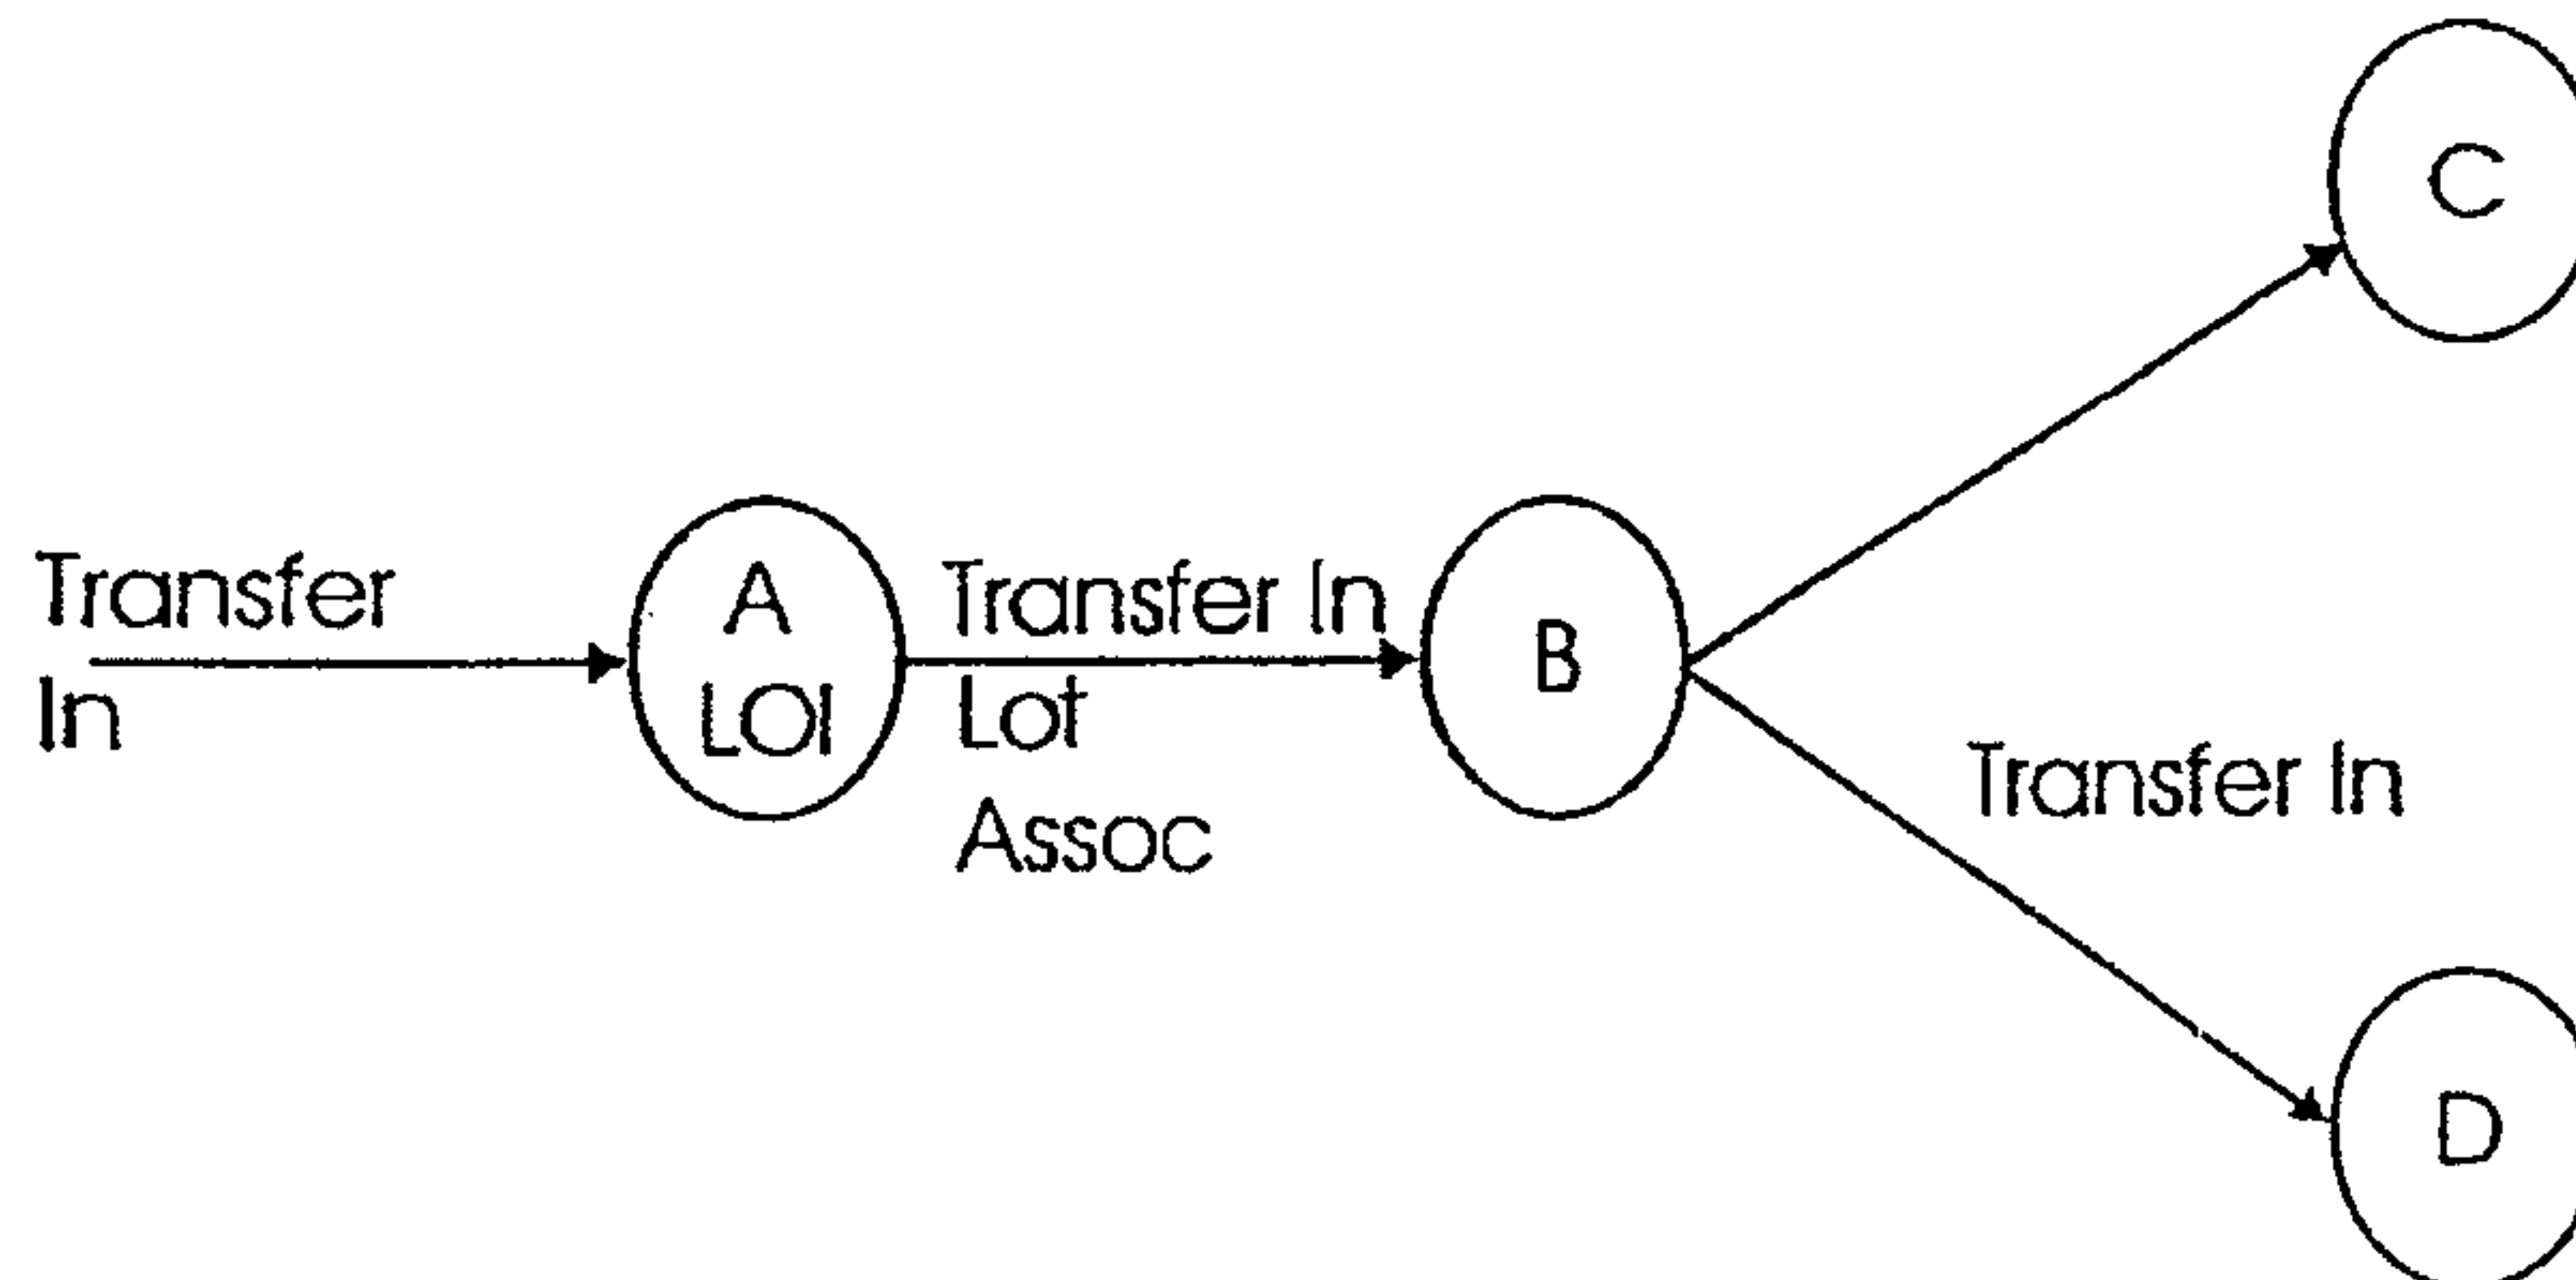 C
Transfer
In
A
LOI
Transfer In
Lot
Assoc
B
Transfer In
D